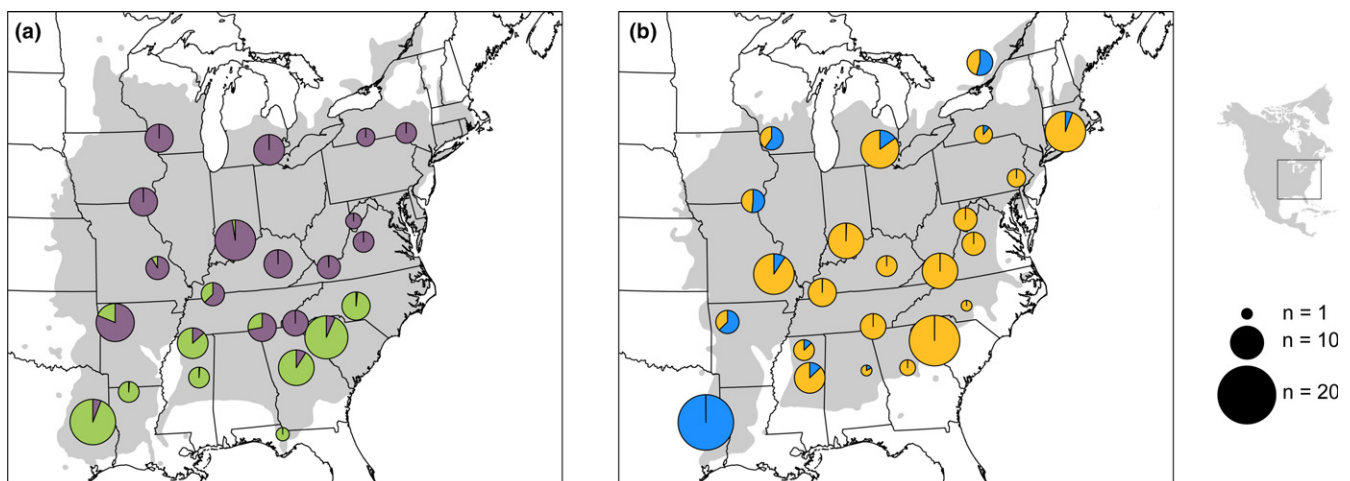 (a)
(b)
n = 1
n = 10
n = 20